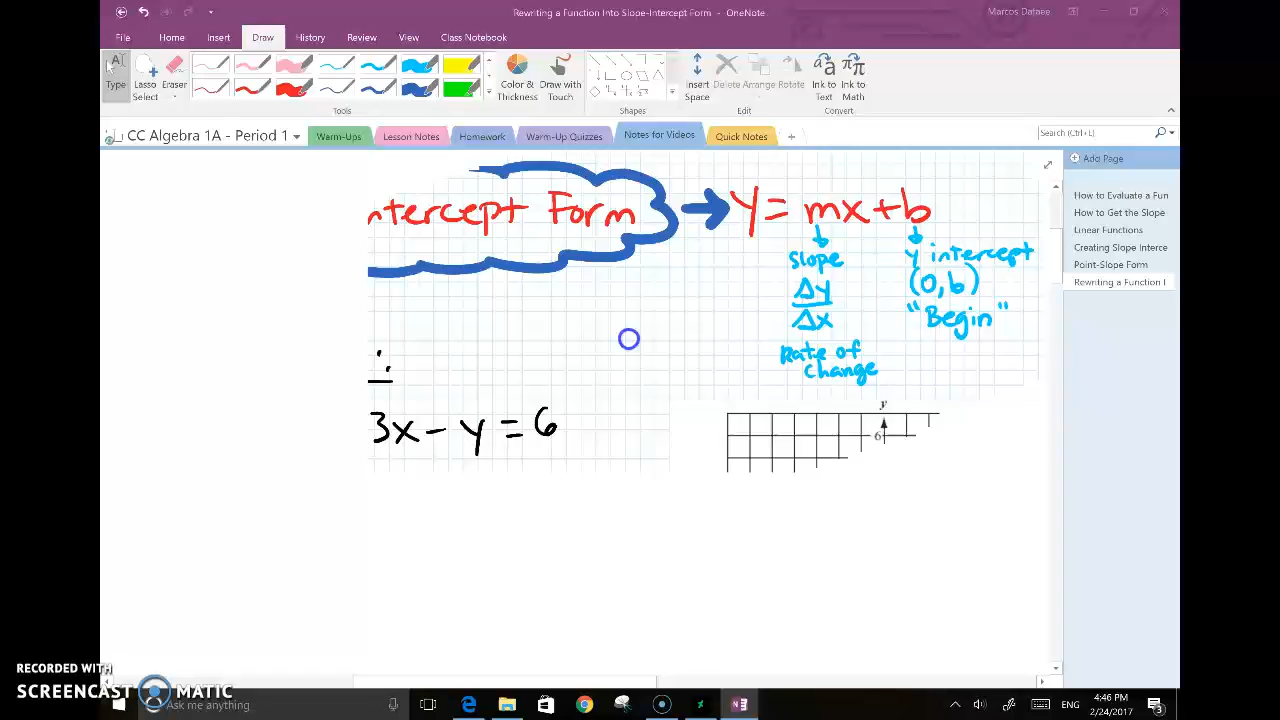 Rewriting a Function Into Slope-Intercept Form - OneNote
Marcos Dataee
File Home Insert Draw History Review View Class Notebook
Type
Lasso Select
Eraser
Color & Thickness
Draw with Touch
Insert Space
Delete Arrange Rotate
Ink to Text
Ink to Math
Tools Shapes Edit Convert
CC Algebra 1A - Period 1
Warm-Ups Lesson Notes Homework Warm-Up Quizzes Notes for Videos Quick Notes +
Search (Ctrl+L)
Add Page
How to Evaluate a Fun
How to Get the Slope
Linear Functions
Creating Slope Interce
Point-Slope Form
Rewriting a Function I
ntercept Form
y = mx+b
slope
Δy
Δx
Rate of
change
y intercept
(0,b)
"Begin"
3x - y = 6
y
6
RECORDED WITH
SCREENCAST MATIC
Ask me anything
ENG
4:46 PM
2/24/2017
3